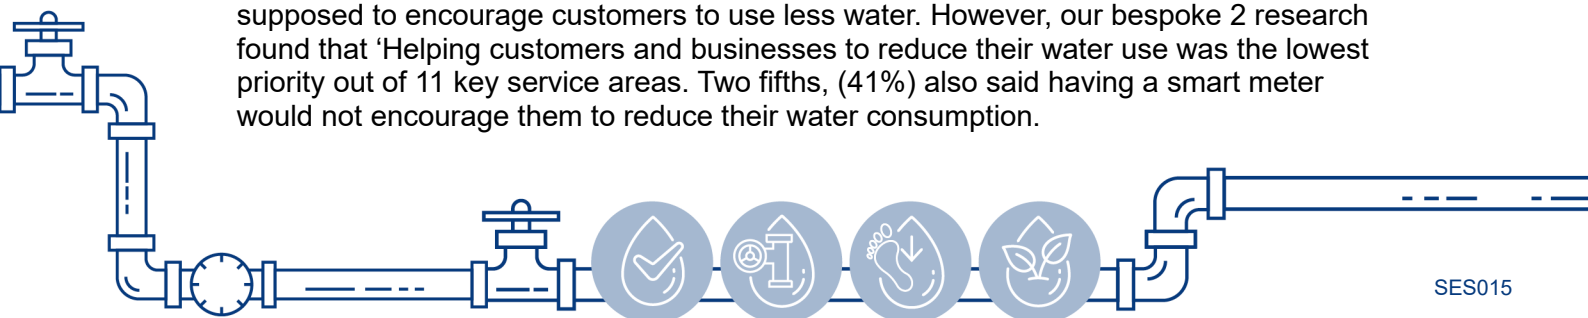 supposed to encourage customers to use less water. However, our bespoke 2 research
found that ‘Helping customers and businesses to reduce their water use was the lowest
priority out of 11 key service areas. Two fifths, (41%) also said having a smart meter
would not encourage them to reduce their water consumption.
SES015